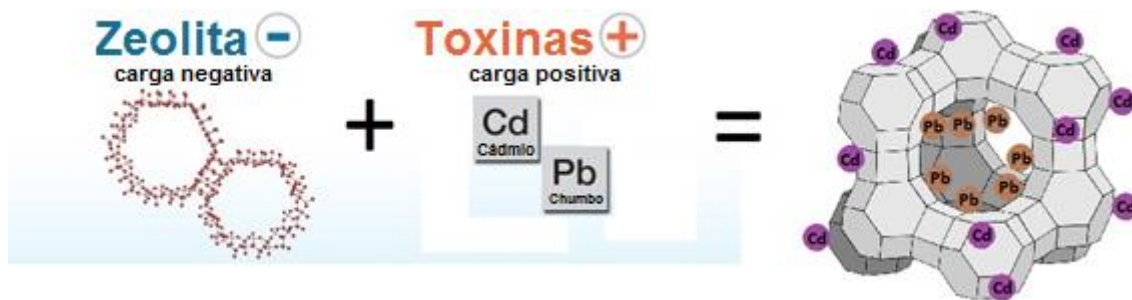 Zeolita −
carga negativa
+
Toxinas +
carga positiva
Cd
Cádmio
Pb
Chumbo
=
Cd
Cd
Cd
Cd
Cd
Cd
Cd
Cd
Cd
Cd
Pb
Pb
Pb
Pb
Pb
Pb
Pb